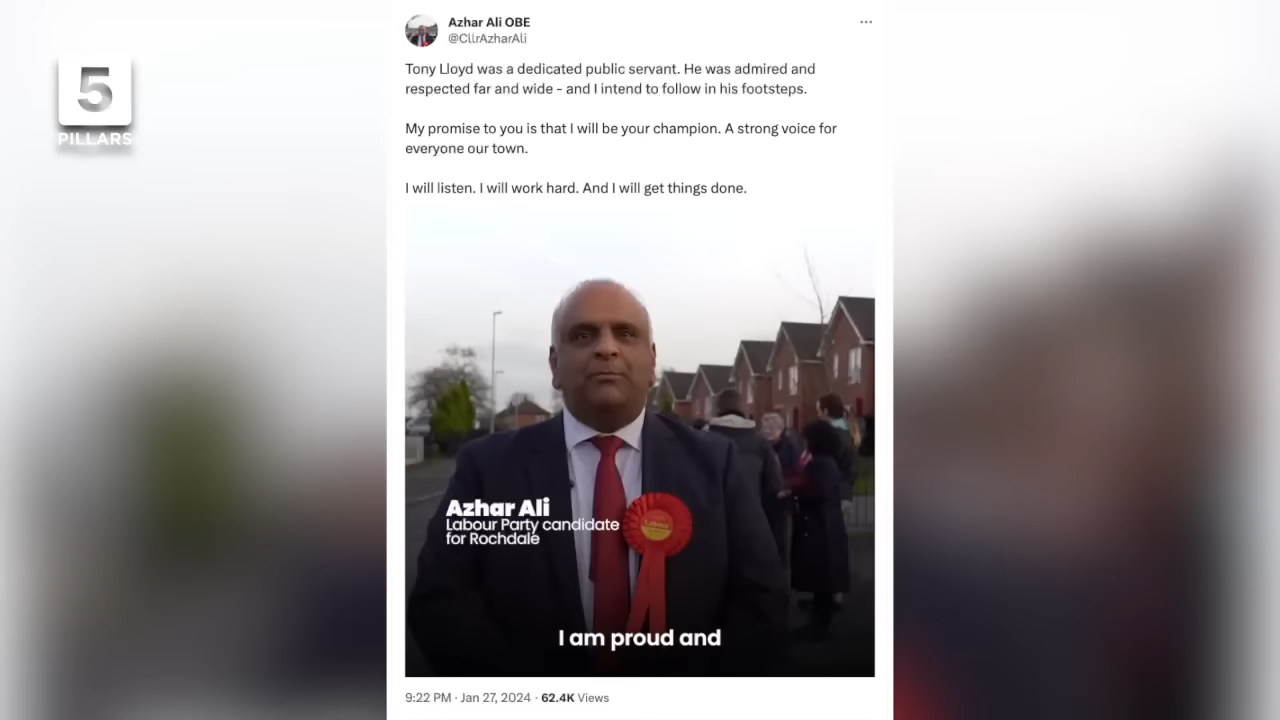 5
PILLARS
Azhar Ali OBE
@CllrAzharAli
Tony Lloyd was a dedicated public servant. He was admired and
respected far and wide - and I intend to follow in his footsteps.
My promise to you is that I will be your champion. A strong voice for
everyone our town.
I will listen. I will work hard. And I will get things done.
Azhar Ali
Labour Party candidate
for Rochdale
Labour
I am proud and
9:22 PM · Jan 27, 2024 · 62.4K Views